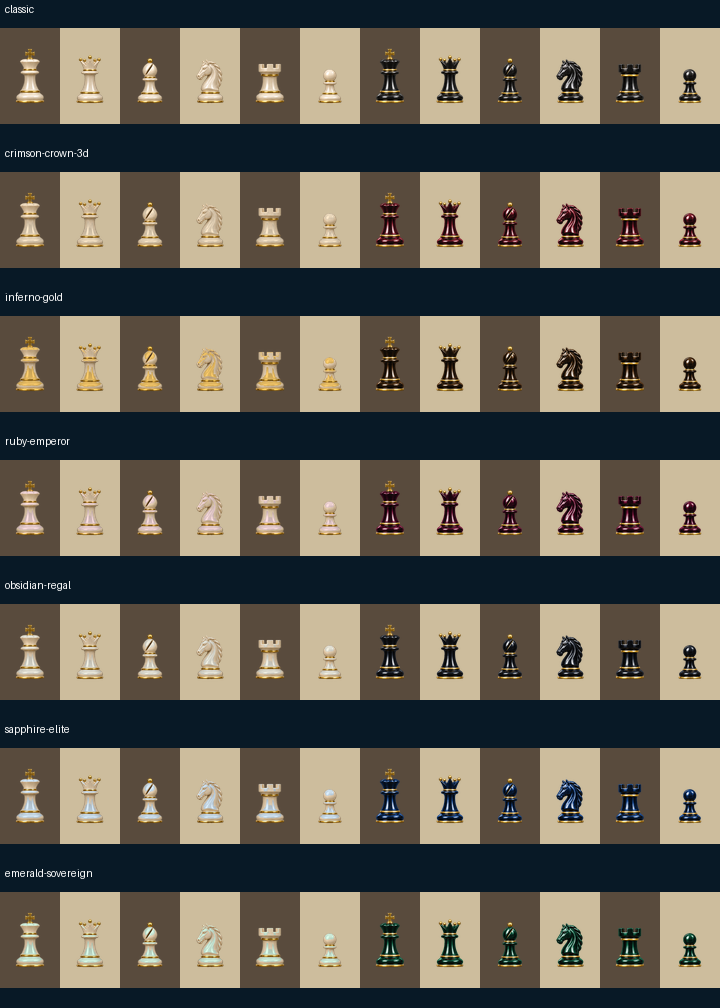 classic
crimson-crown-3d
inferno-gold
ruby-emperor
obsidian-regal
sapphire-elite
emerald-sovereign